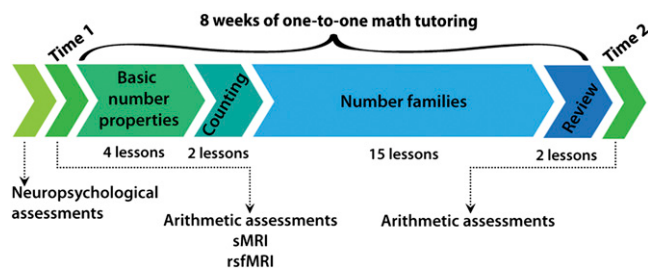 8 weeks of one-to-one math tutoring
Time 1
Time 2
Basic
number
properties
Counting
Number families
Review
4 lessons
2 lessons
15 lessons
2 lessons
Neuropsychological
assessments
Arithmetic assessments
sMRI
rsfMRI
Arithmetic assessments